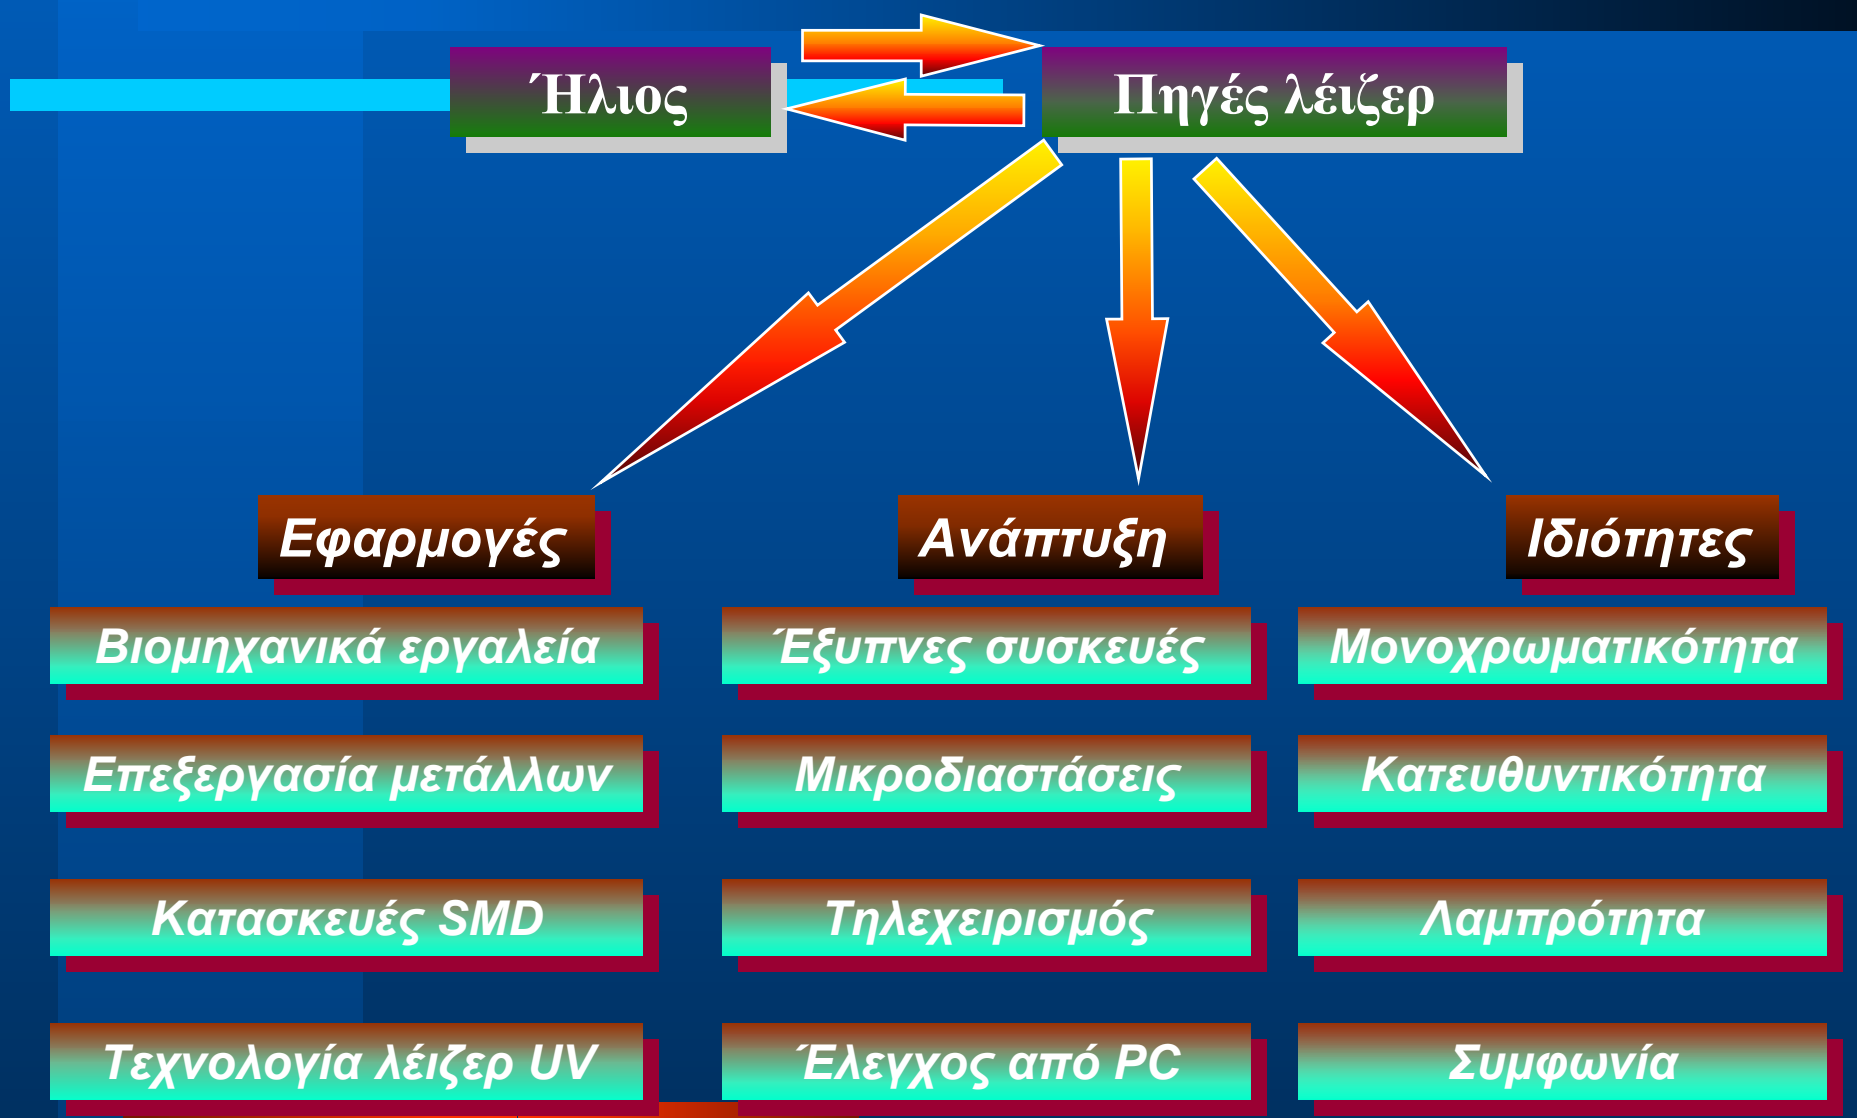 Ήλιος
Πηγές λέιζερ
Εφαρμογές
Ανάπτυξη
Ιδιότητες
Βιομηχανικά εργαλεία
Έξυπνες συσκευές
Μονοχρωματικότητα
Επεξεργασία μετάλλων
Μικροδιαστάσεις
Κατευθυντικότητα
Κατασκευές SMD
Τηλεχειρισμός
Λαμπρότητα
Τεχνολογία λέιζερ UV
Έλεγχος από PC
Συμφωνία